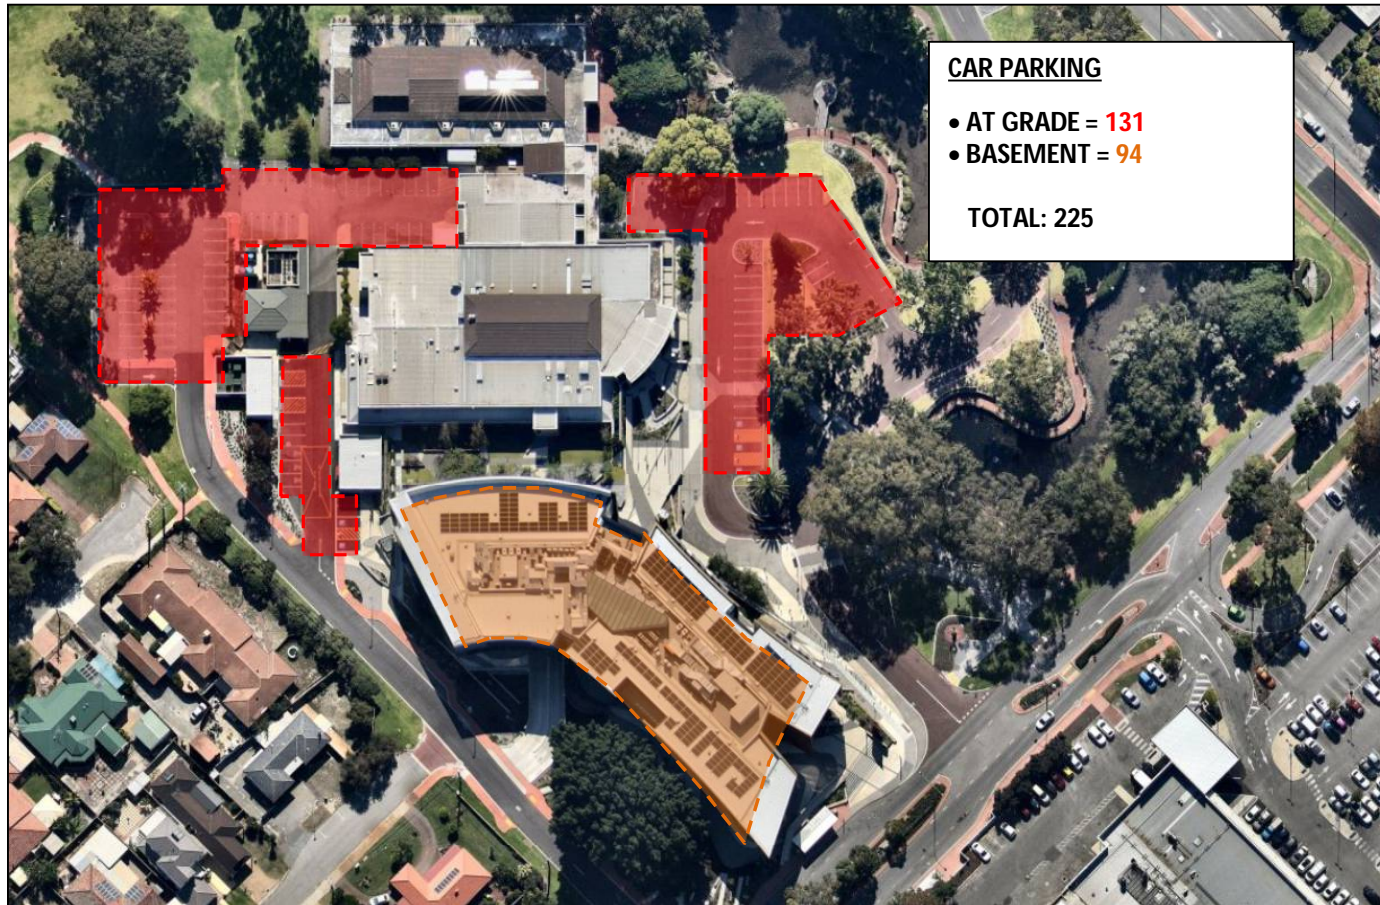 CAR PARKING
• AT GRADE = 131
• BASEMENT = 94
TOTAL: 225